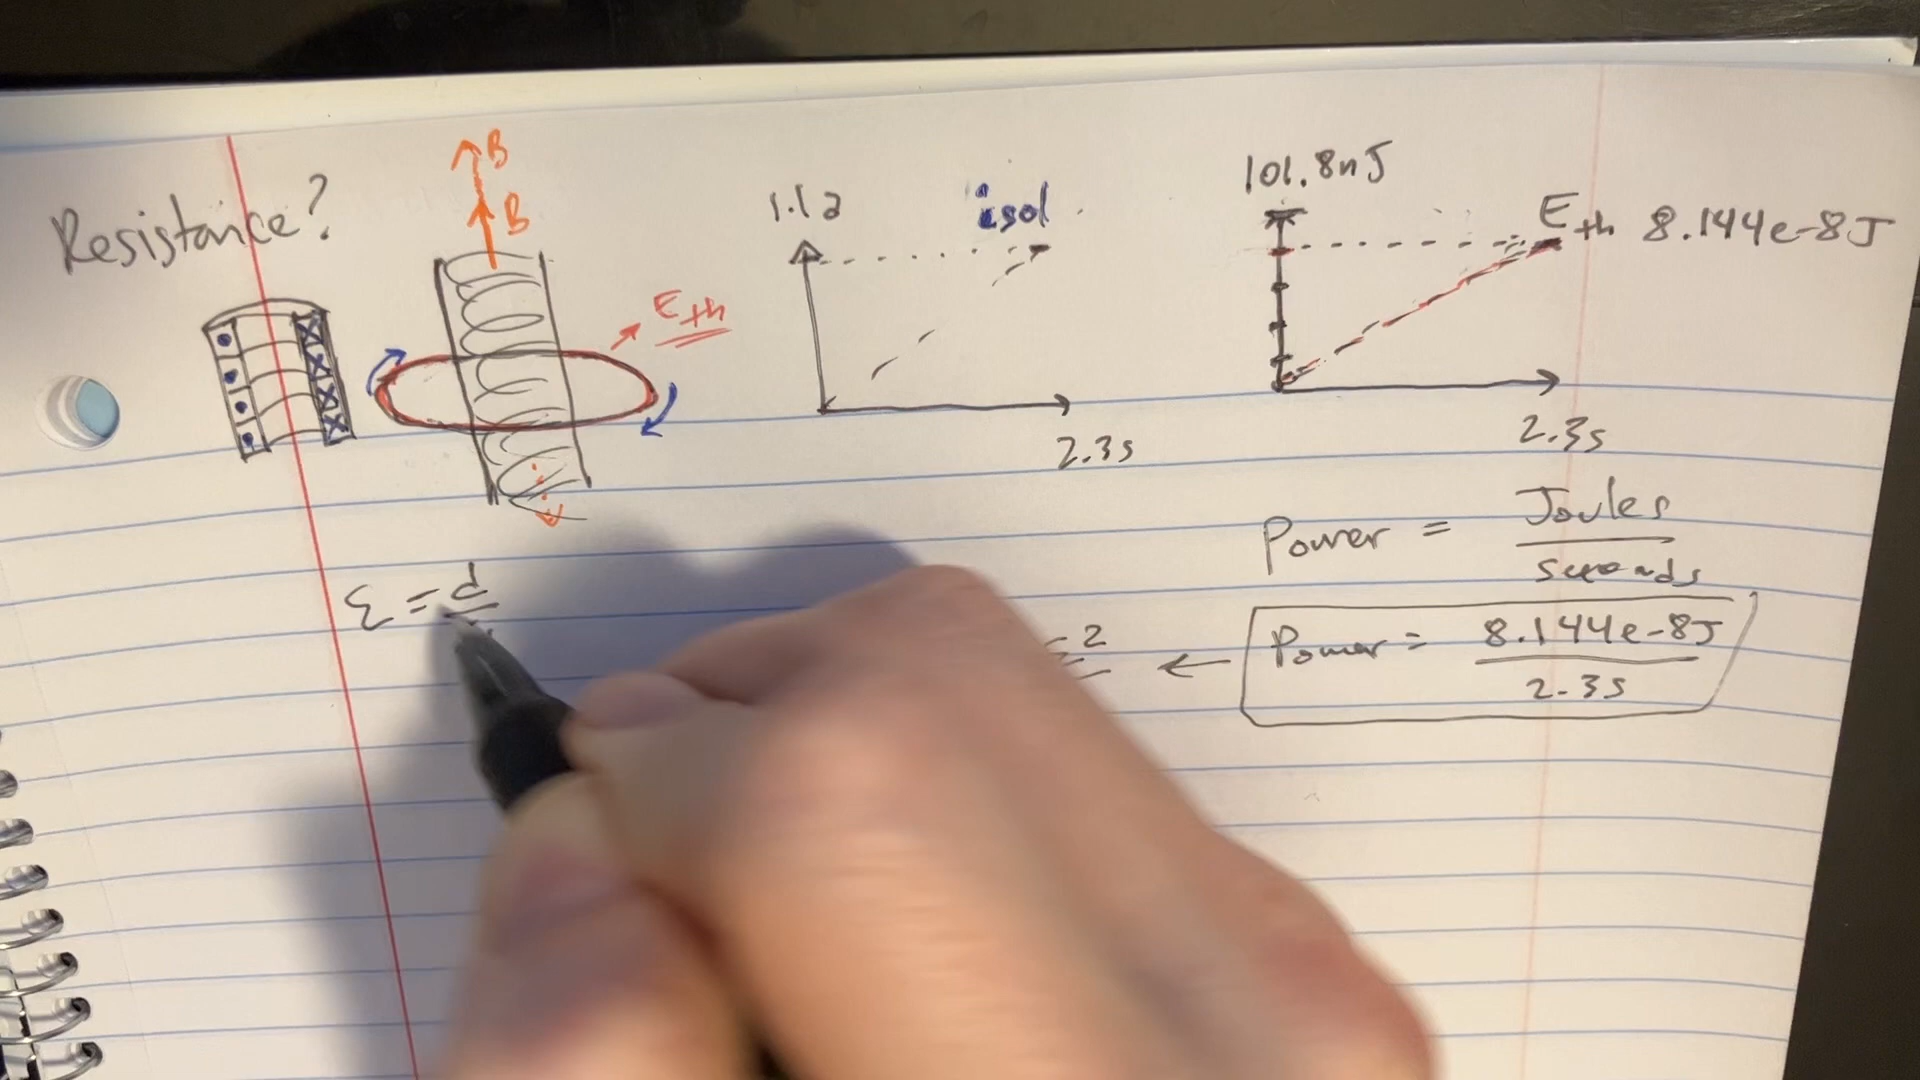 Resistance?
B
B
Eth
1.1a
isol
2.3s
101.8nJ
Eth 8.144e-8J
2.3s
Power = Joules
seconds
Power = 8.144e-8J
2.3s
2
ε = d